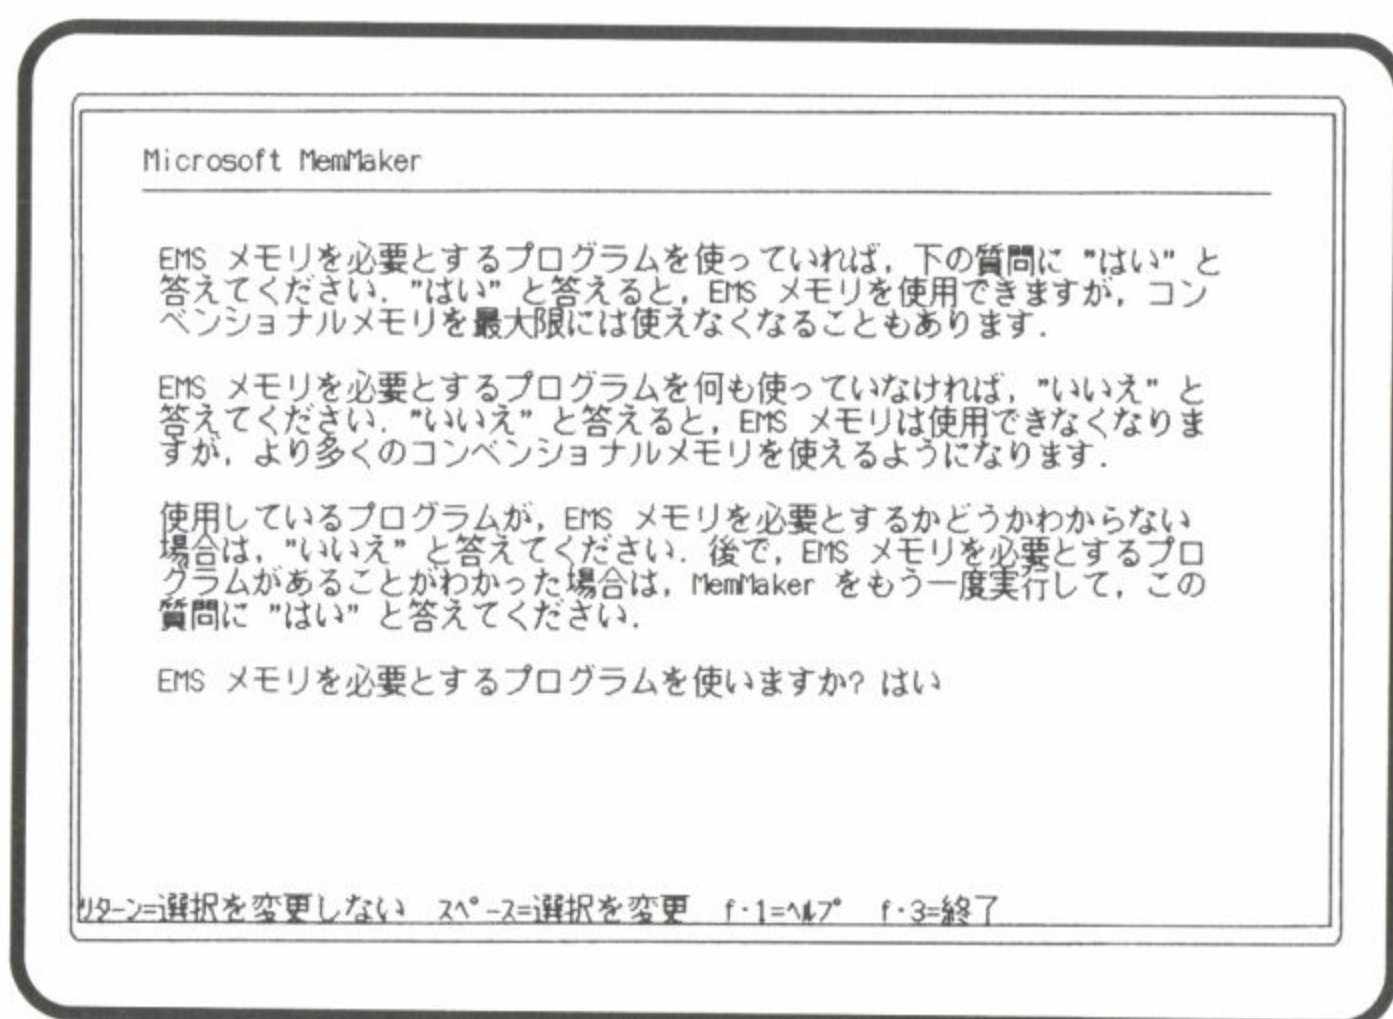 Microsoft MemMaker
EMS メモリを必要とするプログラムを使っていれば, 下の質問に "はい" と
答えてください. "はい" と答えると, EMS メモリを使用できますが, コン
ベンショナルメモリを最大限には使えなくなることもあります.
EMS メモリを必要とするプログラムを何も使っていなければ, "いいえ" と
答えてください. "いいえ" と答えると, EMS メモリは使用できなくなりま
すが, より多くのコンベンショナルメモリを使えるようになります.
使用しているプログラムが, EMS メモリを必要とするかどうかわからない
場合は, "いいえ" と答えてください. 後で, EMS メモリを必要とするプロ
グラムがあることがわかった場合は, MemMaker をもう一度実行して, この
質問に "はい" と答えてください.
EMS メモリを必要とするプログラムを使いますか? はい
ﾘﾀｰﾝ=選択を変更しない ｽﾍﾟｰｽ=選択を変更 f･1=ﾍﾙﾌﾟ f･3=終了